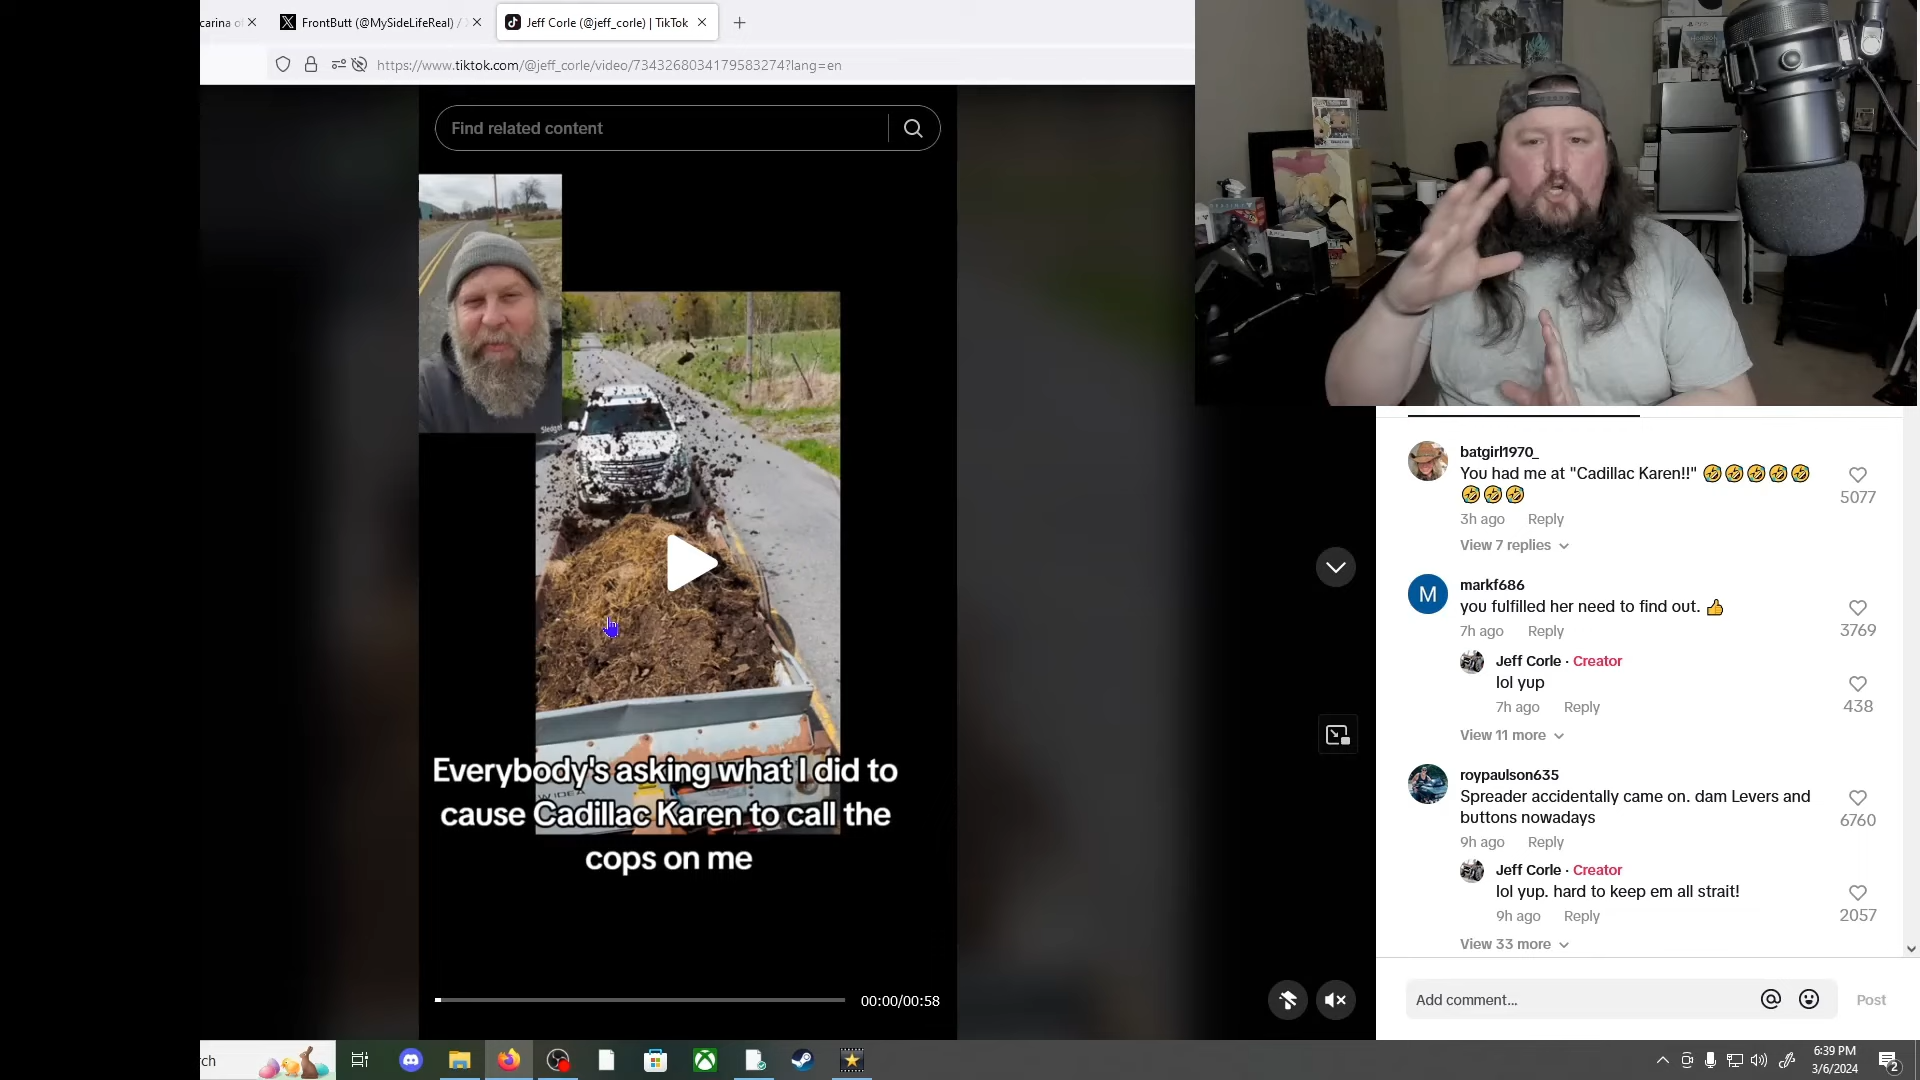 carina o
FrontButt (@MySideLifeReal) /
Jeff Corle (@jeff_corle) | TikTok
https://www.tiktok.com/@jeff_corle/video/7343268034179583274?lang=en
Find related content
Everybody's asking what I did to
cause Cadillac Karen to call the
cops on me
00:00/00:58
batgirl1970_
You had me at "Cadillac Karen!!" 🤣🤣🤣🤣🤣
🤣🤣🤣
5077
3h ago Reply
View 7 replies
M
markf686
you fulfilled her need to find out. 👍
3769
7h ago Reply
Jeff Corle · Creator
lol yup
438
7h ago Reply
View 11 more
roypaulson635
Spreader accidentally came on. dam Levers and
buttons nowadays
6760
9h ago Reply
Jeff Corle · Creator
lol yup. hard to keep em all strait!
2057
9h ago Reply
View 33 more
Add comment...
Post
rch
6:39 PM
3/6/2024
2